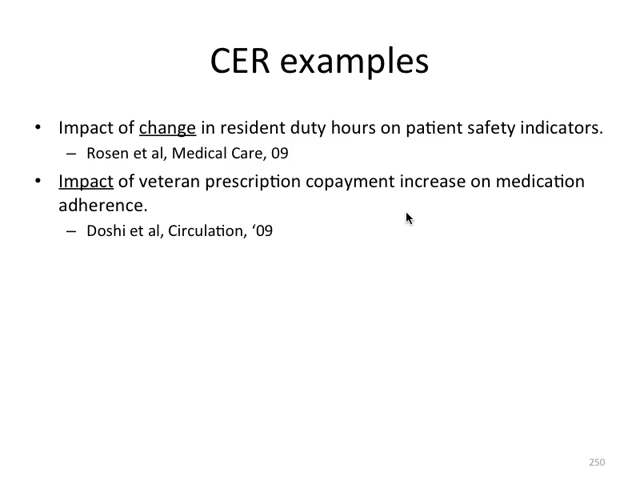 CER examples
• Impact of change in resident duty hours on patient safety indicators.
– Rosen et al, Medical Care, 09
• Impact of veteran prescription copayment increase on medication
adherence.
– Doshi et al, Circulation, ‘09
250